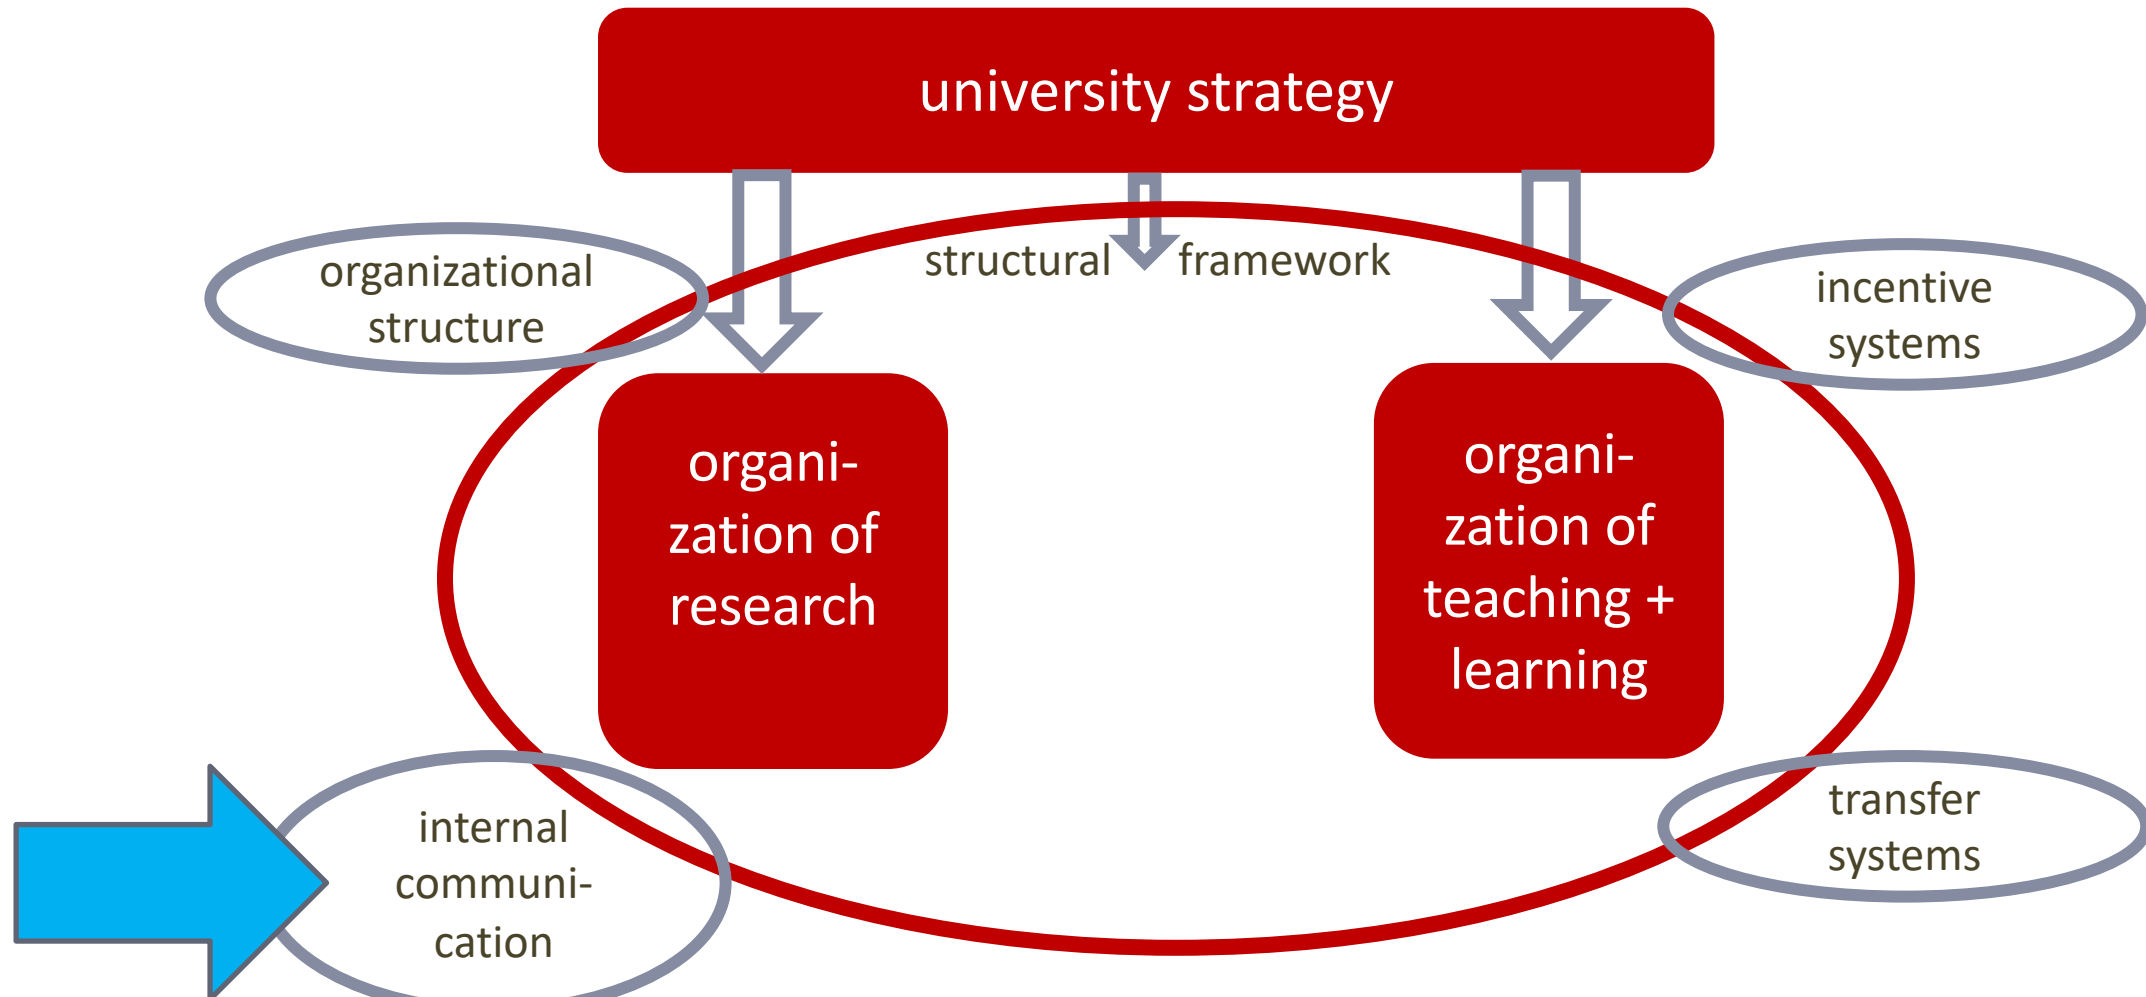 university strategy
structural framework
organizational
structure
incentive
systems
organi-
zation of
research
organi-
zation of
teaching +
learning
internal
communi-
cation
transfer
systems